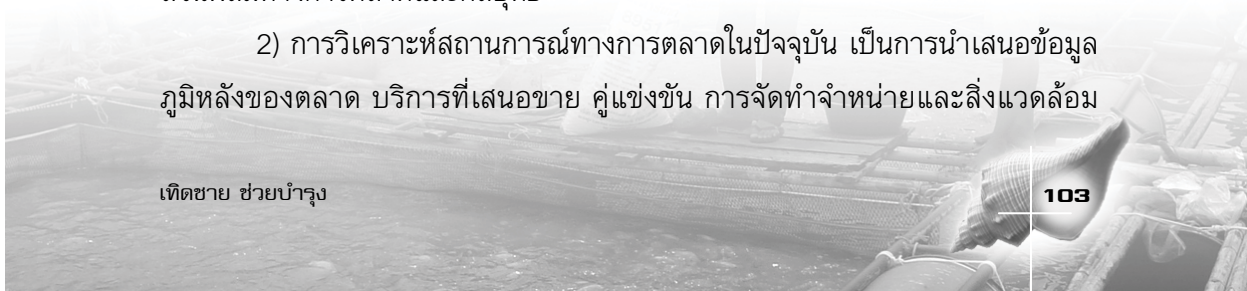 2) การวิเคราะห์สถานการณ์ทางการตลาดในปัจจุบัน เป็นการนำเสนอข้อมูล
ภูมิหลังของตลาด บริการที่เสนอขาย คู่แข่งขัน การจัดทำจำหน่ายและสิ่งแวดล้อม
เทิดชาย ช่วยบำรุง
103